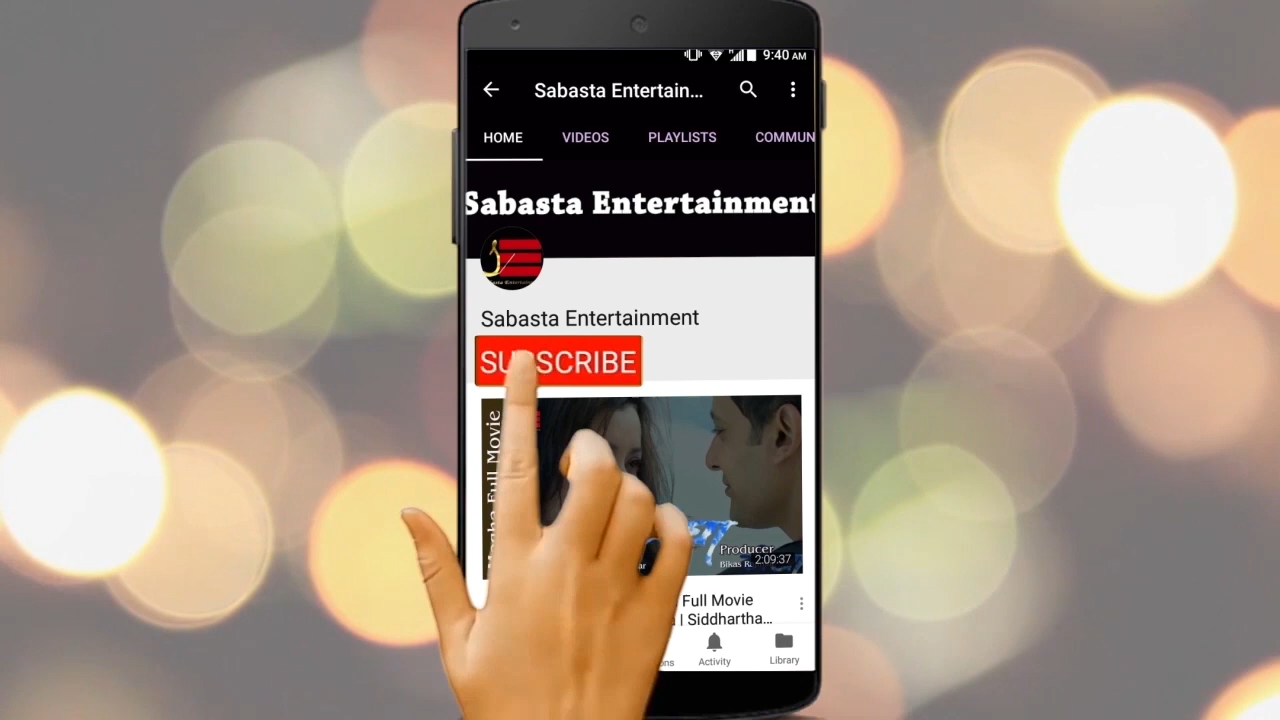 9:40 AM
Sabasta Entertain...
HOME VIDEOS PLAYLISTS COMMUN
Sabasta Entertainment
Sabasta Entertainment
SUBSCRIBE
Full Movie
Producer
Bikas R.
2:09:37
Full Movie
| Siddhartha...
Activity Library